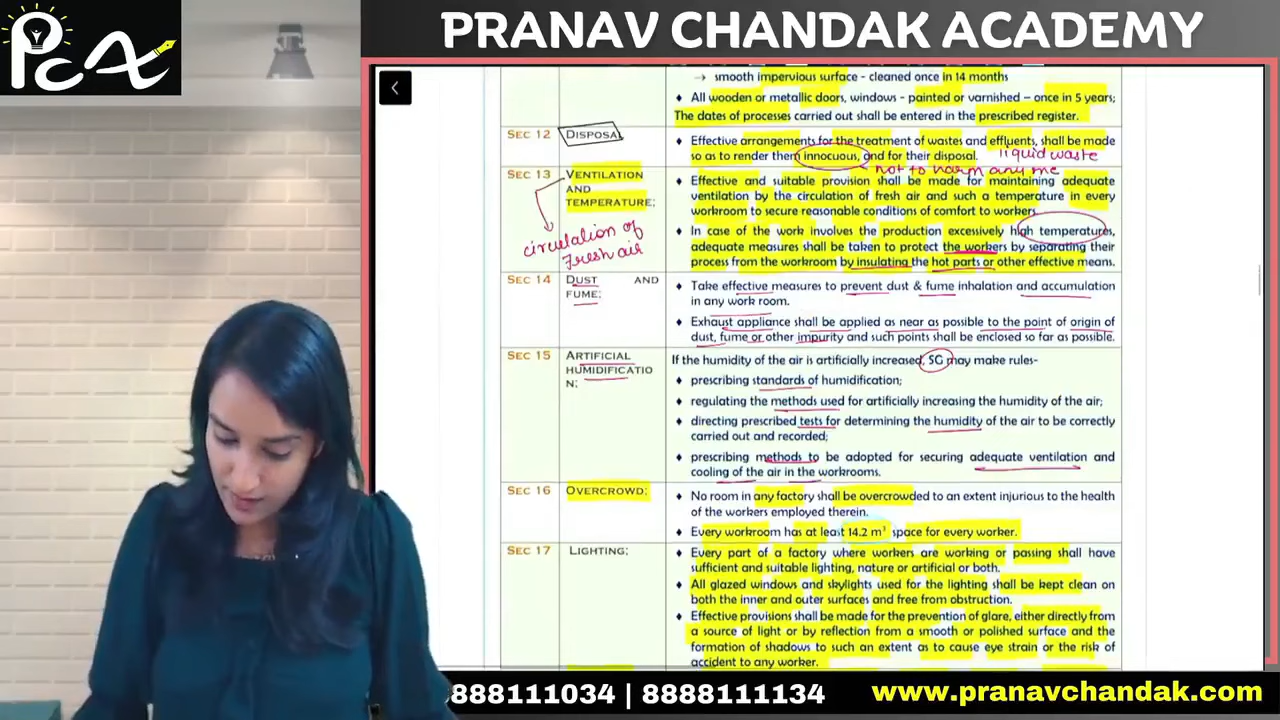 PCA
PRANAV CHANDAK ACADEMY
→ smooth impervious surface - cleaned once in 14 months
♦ All wooden or metallic doors, windows - painted or varnished – once in 5 years;
The dates of processes carried out shall be entered in the prescribed register.
SEC 12
DISPOSAL
♦ Effective arrangements for the treatment of wastes and effluents, shall be made
so as to render them innocuous, and for their disposal.
liquid waste
not to harm any me
SEC 13
VENTILATION
AND
TEMPERATURE;
circulation of
Fresh air
♦ Effective and suitable provision shall be made for maintaining adequate
ventilation by the circulation of fresh air and such a temperature in every
workroom to secure reasonable conditions of comfort to workers.
♦ In case of the work involves the production excessively high temperatures,
adequate measures shall be taken to protect the workers by separating their
process from the workroom by insulating the hot parts or other effective means.
SEC 14
DUST AND
FUME;
♦ Take effective measures to prevent dust & fume inhalation and accumulation
in any work room.
♦ Exhaust appliance shall be applied as near as possible to the point of origin of
dust, fume or other impurity and such points shall be enclosed so far as possible.
SEC 15
ARTIFICIAL
HUMIDIFICATIO
N;
If the humidity of the air is artificially increased, SG may make rules-
♦ prescribing standards of humidification;
♦ regulating the methods used for artificially increasing the humidity of the air;
♦ directing prescribed tests for determining the humidity of the air to be correctly
carried out and recorded;
♦ prescribing methods to be adopted for securing adequate ventilation and
cooling of the air in the workrooms.
SEC 16
OVERCROWD;
♦ No room in any factory shall be overcrowded to an extent injurious to the health
of the workers employed therein.
♦ Every workroom has at least 14.2 m³ space for every worker.
SEC 17
LIGHTING;
♦ Every part of a factory where workers are working or passing shall have
sufficient and suitable lighting, nature or artificial or both.
♦ All glazed windows and skylights used for the lighting shall be kept clean on
both the inner and outer surfaces and free from obstruction.
♦ Effective provisions shall be made for the prevention of glare, either directly from
a source of light or by reflection from a smooth or polished surface and the
formation of shadows to such an extent as to cause eye strain or the risk of
accident to any worker.
888111034 | 8888111134
www.pranavchandak.com